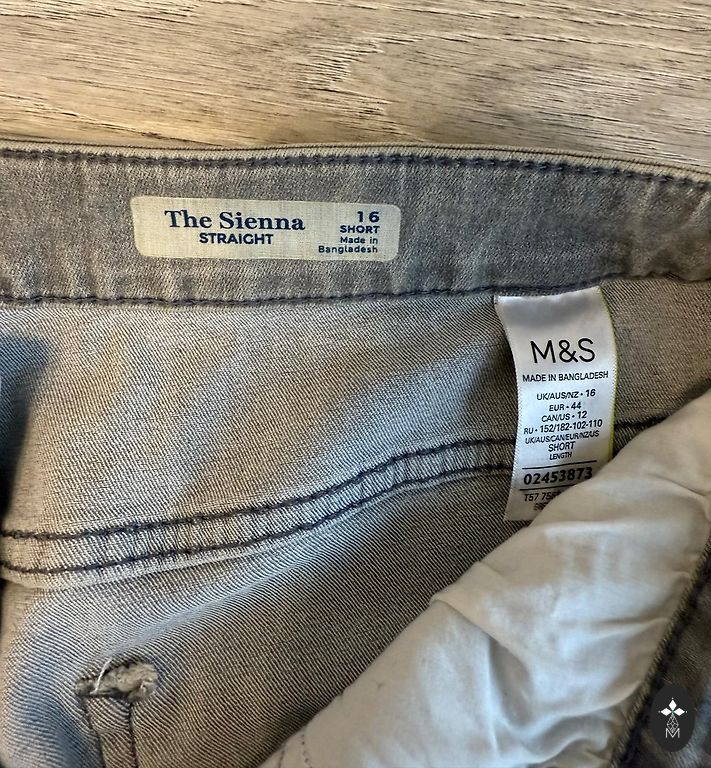 The Sienna
STRAIGHT
16
SHORT
Made in
Bangladesh
M&S
MADE IN BANGLADESH
UK/AUS/NZ • 16
EUR • 44
CAN/US • 12
RU • 152/182-102-110
UK/AUS/CAN/EUR/NZ/US
SHORT
LENGTH
02453873
T57